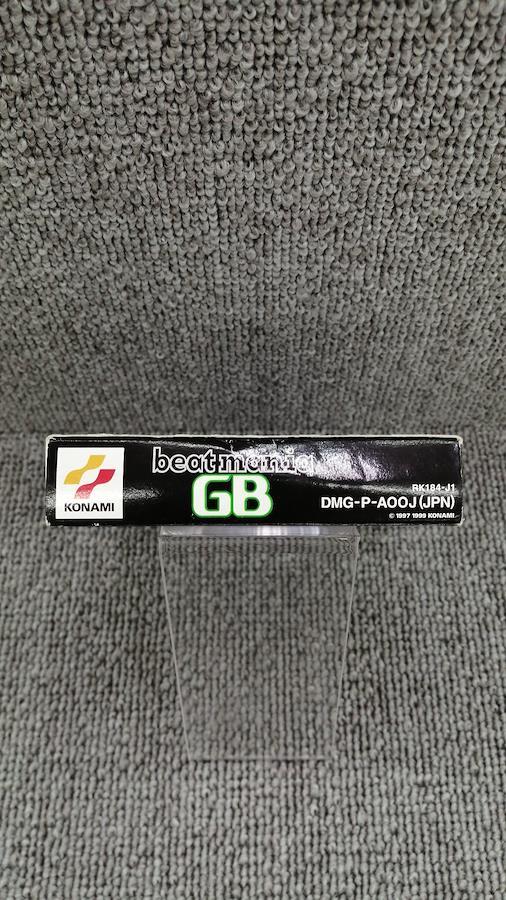 KONAMI
beatmania
GB
RK184-J1
DMG-P-AOOJ(JPN)
© 1997 1999 KONAMI